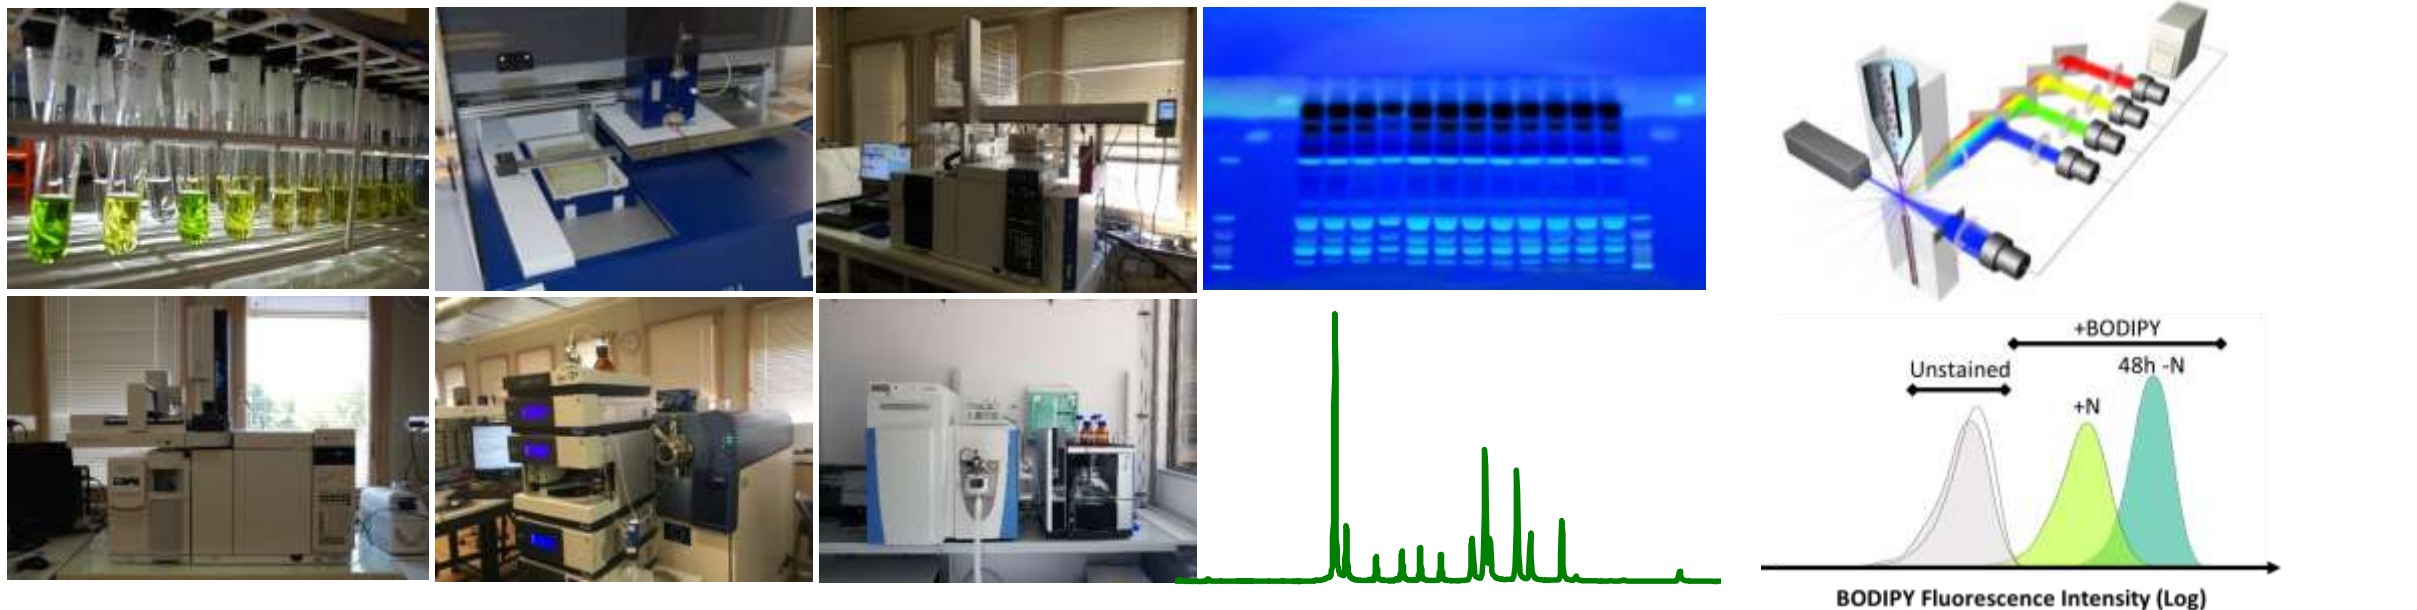 +BODIPY
Unstained
48h -N
+N
BODIPY Fluorescence Intensity (Log)